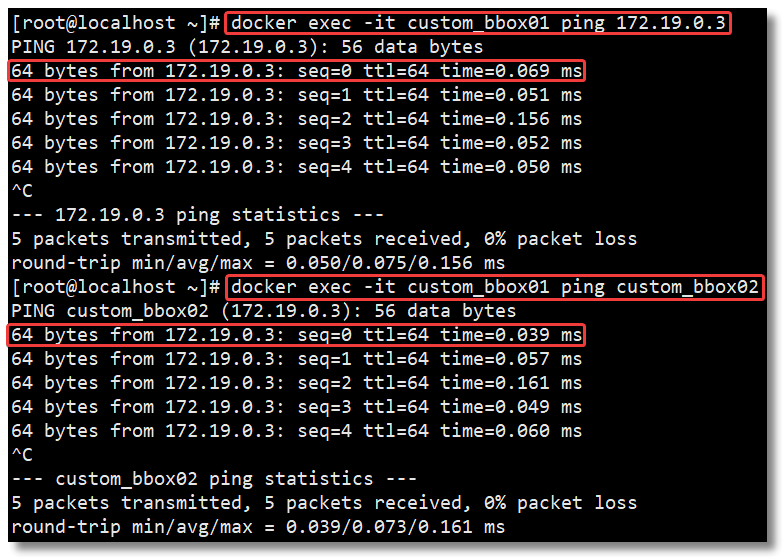 [root@localhost ~]# docker exec -it custom_bbox01 ping 172.19.0.3
PING 172.19.0.3 (172.19.0.3): 56 data bytes
64 bytes from 172.19.0.3: seq=0 ttl=64 time=0.069 ms
64 bytes from 172.19.0.3: seq=1 ttl=64 time=0.051 ms
64 bytes from 172.19.0.3: seq=2 ttl=64 time=0.156 ms
64 bytes from 172.19.0.3: seq=3 ttl=64 time=0.052 ms
64 bytes from 172.19.0.3: seq=4 ttl=64 time=0.050 ms
^C
--- 172.19.0.3 ping statistics ---
5 packets transmitted, 5 packets received, 0% packet loss
round-trip min/avg/max = 0.050/0.075/0.156 ms
[root@localhost ~]# docker exec -it custom_bbox01 ping custom_bbox02
PING custom_bbox02 (172.19.0.3): 56 data bytes
64 bytes from 172.19.0.3: seq=0 ttl=64 time=0.039 ms
64 bytes from 172.19.0.3: seq=1 ttl=64 time=0.057 ms
64 bytes from 172.19.0.3: seq=2 ttl=64 time=0.161 ms
64 bytes from 172.19.0.3: seq=3 ttl=64 time=0.049 ms
64 bytes from 172.19.0.3: seq=4 ttl=64 time=0.060 ms
^C
--- custom_bbox02 ping statistics ---
5 packets transmitted, 5 packets received, 0% packet loss
round-trip min/avg/max = 0.039/0.073/0.161 ms